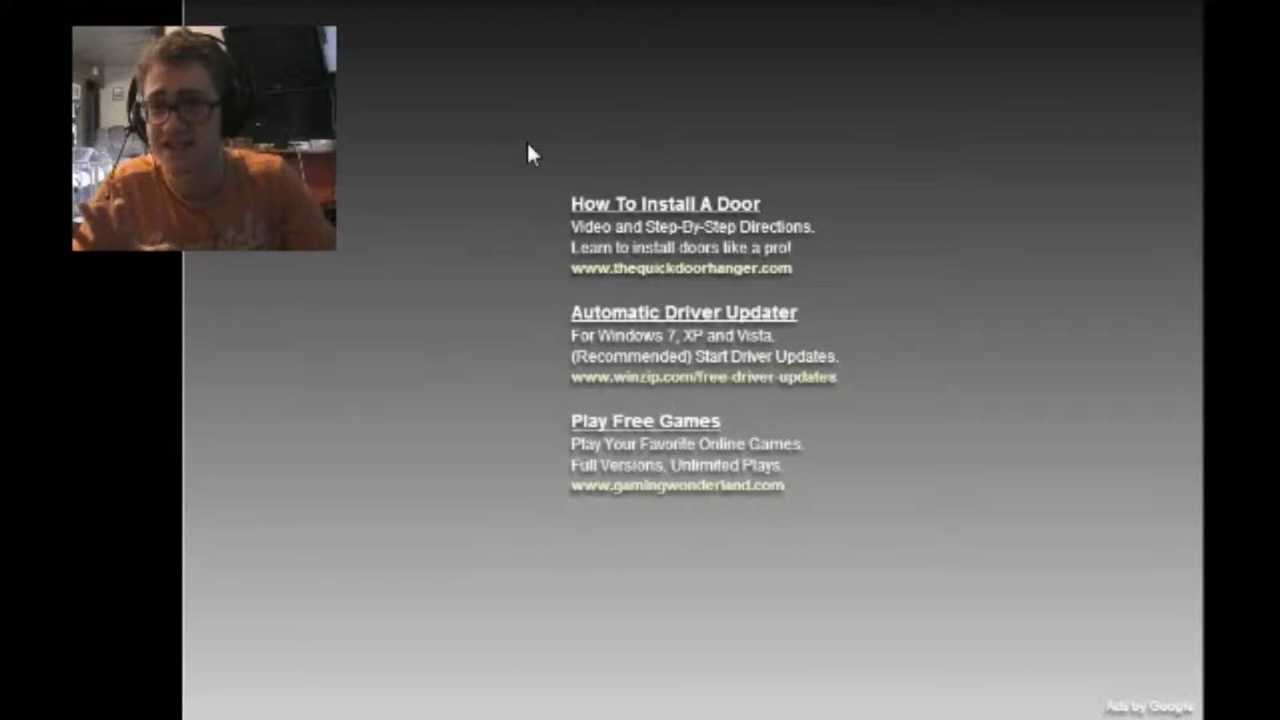 How To Install A Door
Video and Step-By-Step Directions.
Learn to install doors like a pro!
www.thequickdoorhanger.com
Automatic Driver Updater
For Windows 7, XP and Vista.
(Recommended) Start Driver Updates.
www.winzip.com/free-driver-updates
Play Free Games
Play Your Favorite Online Games.
Full Versions, Unlimited Plays.
www.gamingwonderland.com
Ads by Google